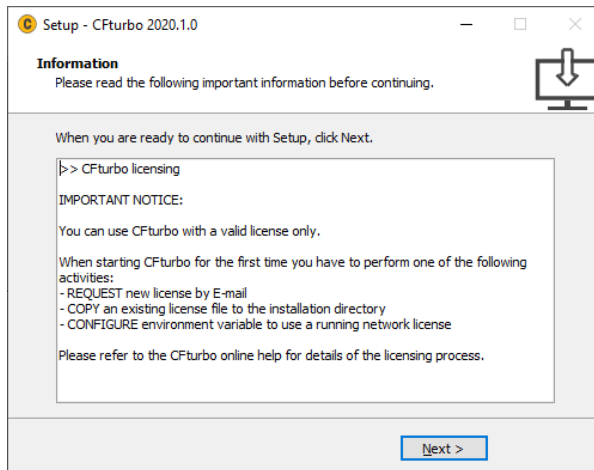 Setup - CFturbo 2020.1.0
Information
Please read the following important information before continuing.
When you are ready to continue with Setup, click Next.
>> CFturbo licensing
IMPORTANT NOTICE:
You can use CFturbo with a valid license only.
When starting CFturbo for the first time you have to perform one of the following
activities:
- REQUEST new license by E-mail
- COPY an existing license file to the installation directory
- CONFIGURE environment variable to use a running network license
Please refer to the CFturbo online help for details of the licensing process.
Next >